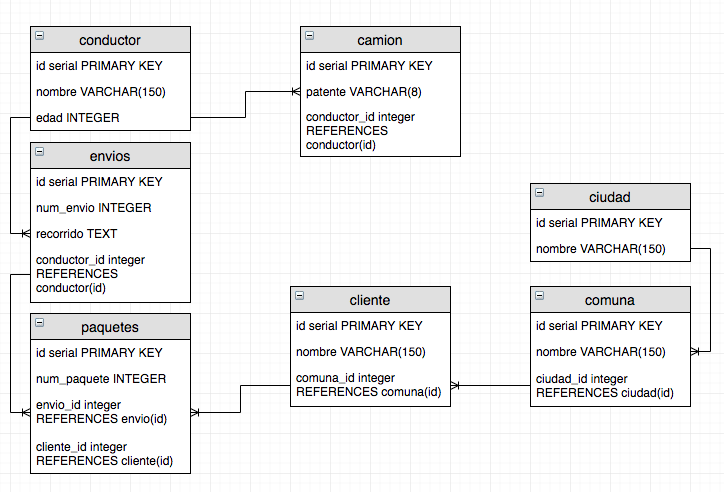 conductor
id serial PRIMARY KEY
nombre VARCHAR(150)
edad INTEGER
camion
id serial PRIMARY KEY
patente VARCHAR(8)
conductor_id integer
REFERENCES
conductor(id)
envios
id serial PRIMARY KEY
num_envio INTEGER
recorrido TEXT
conductor_id integer
REFERENCES
conductor(id)
ciudad
id serial PRIMARY KEY
nombre VARCHAR(150)
cliente
id serial PRIMARY KEY
nombre VARCHAR(150)
comuna_id integer
REFERENCES comuna(id)
comuna
id serial PRIMARY KEY
nombre VARCHAR(150)
ciudad_id integer
REFERENCES ciudad(id)
paquetes
id serial PRIMARY KEY
num_paquete INTEGER
envio_id integer
REFERENCES envio(id)
cliente_id integer
REFERENCES cliente(id)